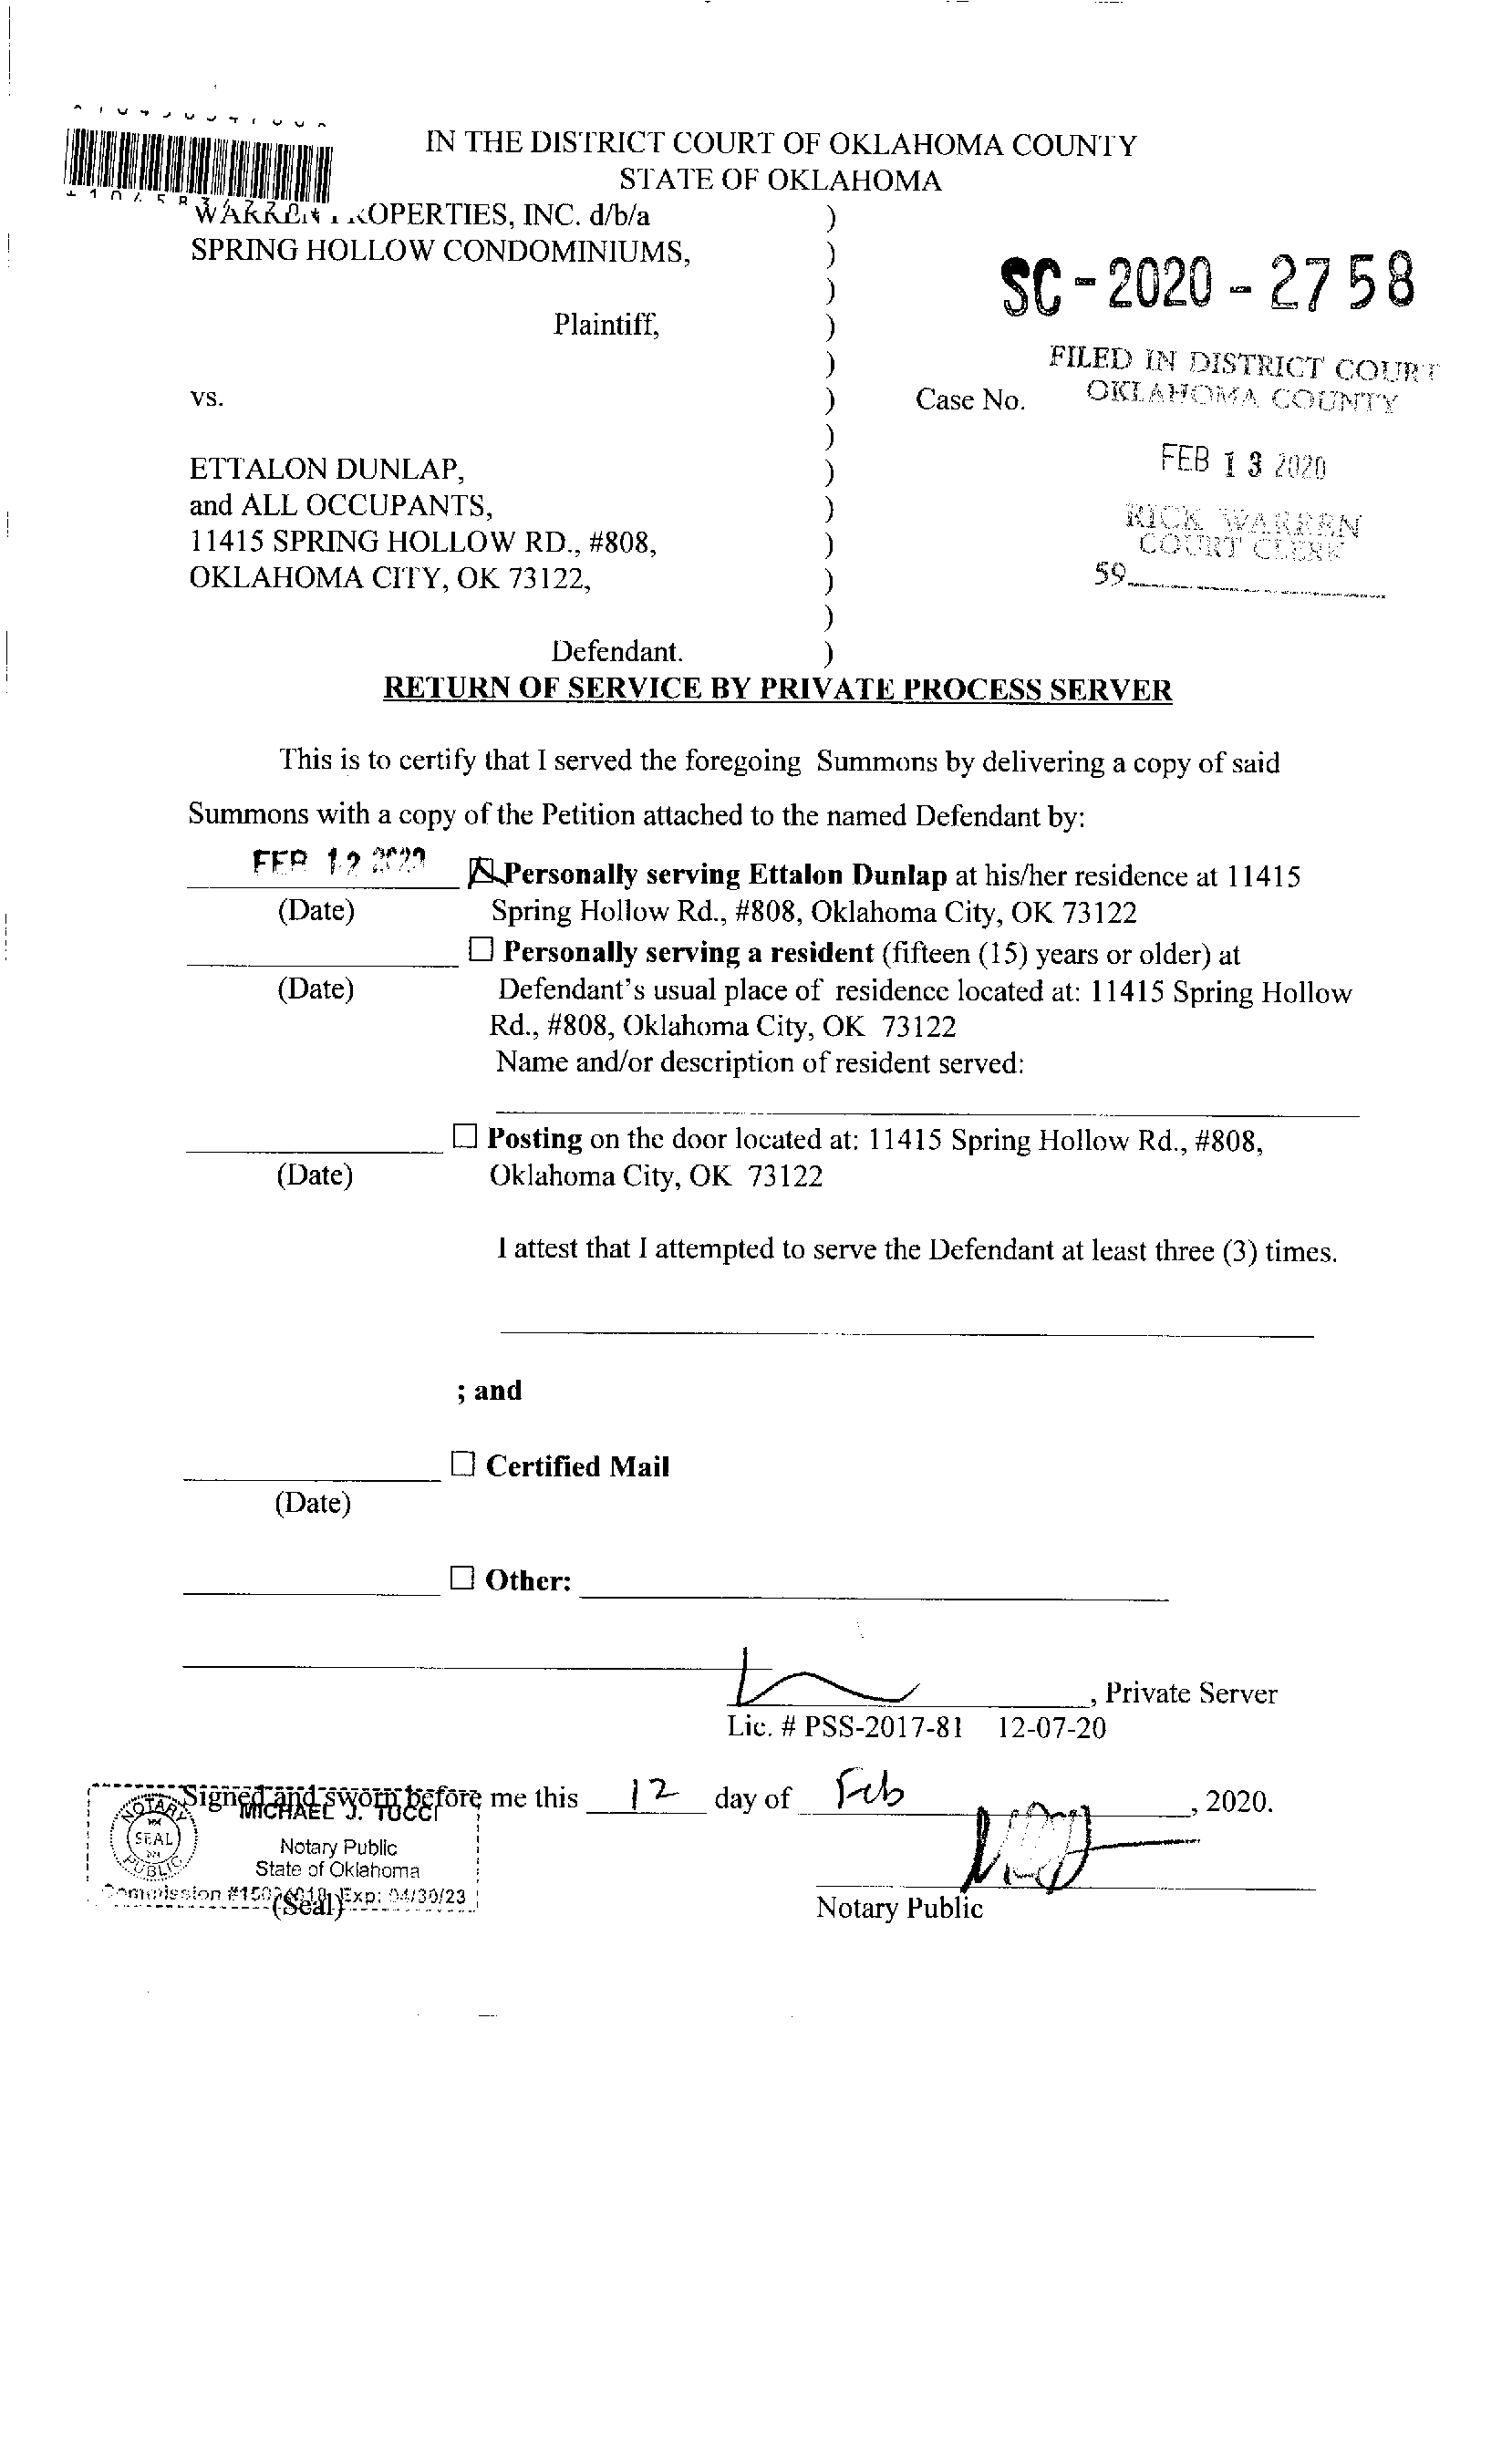 IN THE DISTRICT COURT OF OKLAHOMA COUNTY
STATE OF OKLAHOMA
WARREN PROPERTIES, INC. d/b/a )
SPRING HOLLOW CONDOMINIUMS, )
)
SC-2020-2758
Plaintiff, )
)
FILED IN DISTRICT COURT
OKLAHOMA COUNTY
vs. ) Case No.
)
FEB 13 2020
ETTALON DUNLAP, )
and ALL OCCUPANTS, )
RICK WARREN
COURT CLERK
11415 SPRING HOLLOW RD., #808, )
OKLAHOMA CITY, OK 73122, )
59
)
Defendant. )
RETURN OF SERVICE BY PRIVATE PROCESS SERVER
This is to certify that I served the foregoing Summons by delivering a copy of said
Summons with a copy of the Petition attached to the named Defendant by:
FEB 12 2020 Personally serving Ettalon Dunlap at his/her residence at 11415
(Date) Spring Hollow Rd., #808, Oklahoma City, OK 73122
☐ Personally serving a resident (fifteen (15) years or older) at
(Date) Defendant's usual place of residence located at: 11415 Spring Hollow
Rd., #808, Oklahoma City, OK 73122
Name and/or description of resident served:
☐ Posting on the door located at: 11415 Spring Hollow Rd., #808,
(Date) Oklahoma City, OK 73122
I attest that I attempted to serve the Defendant at least three (3) times.
; and
☐ Certified Mail
(Date)
☐ Other:
, Private Server
Lic. # PSS-2017-81 12-07-20
Signed and sworn before me this 12 day of Feb, 2020.
MICHAEL J. TUCCI
NOTARY SEAL PUBLIC
Notary Public
State of Oklahoma
Commission Exp: 04/30/23
(Seal)
Notary Public